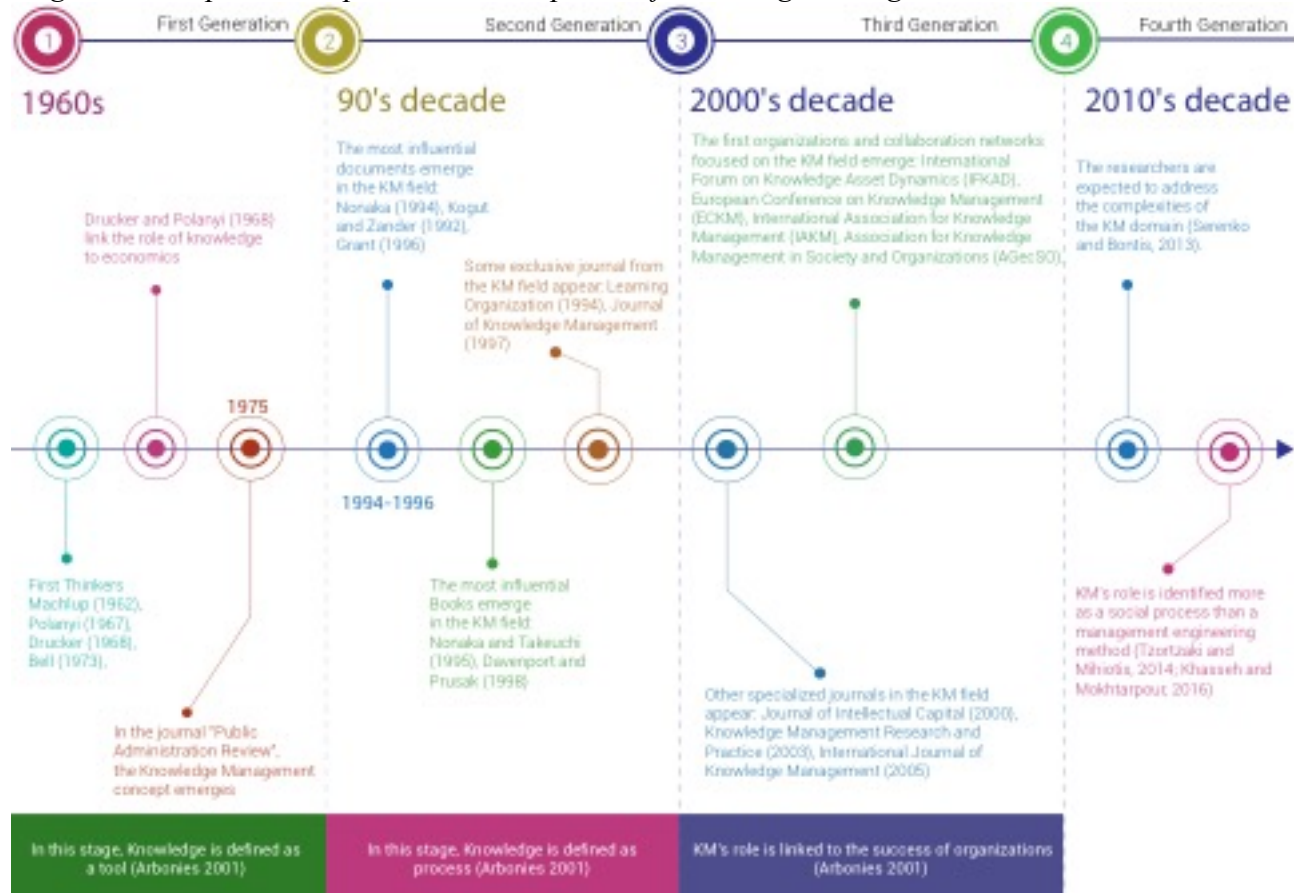 1
First Generation
2
Second Generation
3
Third Generation
4
Fourth Generation
1960s
90's decade
2000's decade
2010's decade
Drucker and Polanyi (1968)
link the role of knowledge
to economics
The most influential
documents emerge
in the KM field:
Nonaka (1994), Kogut
and Zander (1992),
Grant (1996)
Some exclusive journal from
the KM field appear: Learning
Organization (1994), Journal
of Knowledge Management
(1997)
The first organizations and collaboration networks
focused on the KM field emerge: International
Forum on Knowledge Asset Dynamics (IFKAD),
European Conference on Knowledge Management
(ECKM), International Association for Knowledge
Management (IAKM), Association for Knowledge
Management in Society and Organizations (AGecSO),
The researchers are
expected to address
the complexities of
the KM domain (Serenko
and Bontis, 2013).
1975
1994-1996
First Thinkers
Machlup (1962),
Polanyi (1967),
Drucker (1968),
Bell (1973),
In the journal "Public
Administration Review",
the Knowledge Management
concept emerges
The most influential
Books emerge
in the KM field:
Nonaka and Takeuchi
(1995), Davenport and
Prusak (1998)
Other specialized journals in the KM field
appear: Journal of Intellectual Capital (2000),
Knowledge Management Research and
Practice (2003), International Journal of
Knowledge Management (2005)
KM's role is identified more
as a social process than a
management engineering
method (Tzortzaki and
Mihiotis, 2014; Khasseh and
Mokhtarpour, 2016)
In this stage, Knowledge is defined as
a tool (Arbonies 2001)
In this stage, Knowledge is defined as
process (Arbonies 2001)
KM's role is linked to the success of organizations
(Arbonies 2001)